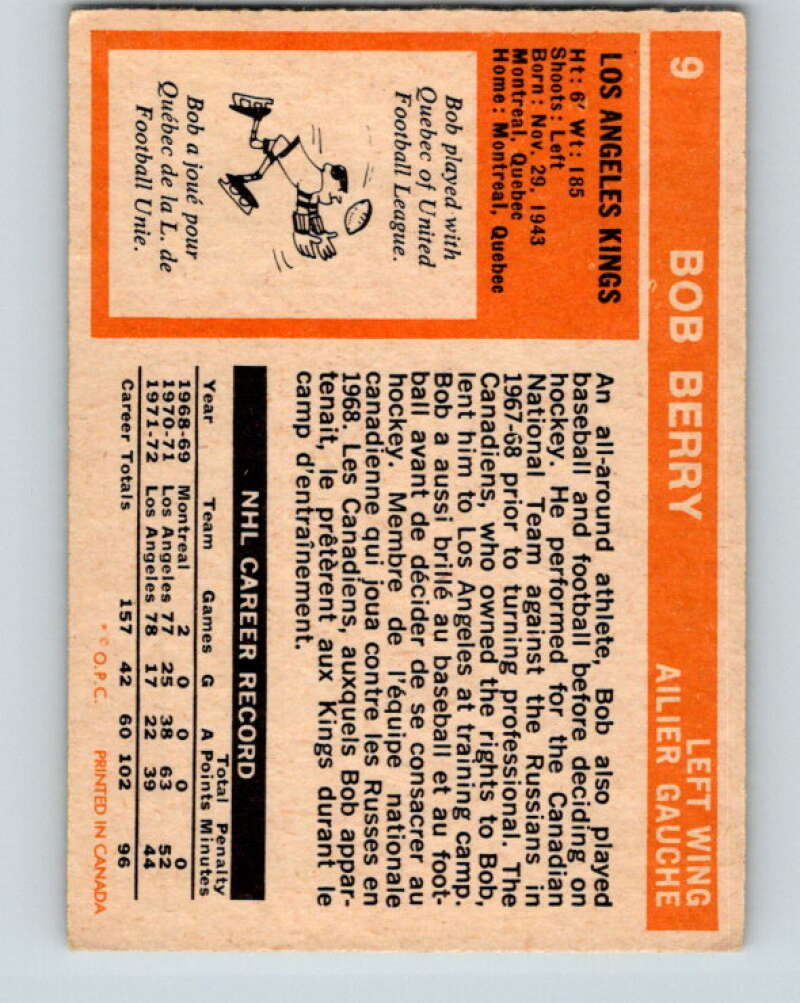 9
BOB BERRY
LEFT WING
AILIER GAUCHE
LOS ANGELES KINGS
Ht: 6' Wt: 185
Shoots: Left
Born: Nov. 29, 1943
Montreal, Quebec
Home: Montreal, Quebec
Bob played with
Quebec of United
Football League.
Bob a joué pour
Québec de la L. de
Football Unie.
An all-around athlete, Bob also played
baseball and football before deciding on
hockey. He performed for the Canadian
National Team against the Russians in
1967-68 prior to turning professional. The
Canadiens, who owned the rights to Bob,
lent him to Los Angeles at training camp.
Bob a aussi brillé au baseball et au foot-
ball avant de décider de se consacrer au
hockey. Membre de l'équipe nationale
canadienne qui joua contre les Russes en
1968. Les Canadiens, auxquels Bob appar-
tenait, le prêtèrent aux Kings durant le
camp d'entraînement.
NHL CAREER RECORD
Total Penalty
Year Team Games G A Points Minutes
1968-69 Montreal 2 0 0 0 0
1970-71 Los Angeles 77 25 38 63 52
1971-72 Los Angeles 78 17 22 39 44
Career Totals 157 42 60 102 96
* © O.P.C. PRINTED IN CANADA